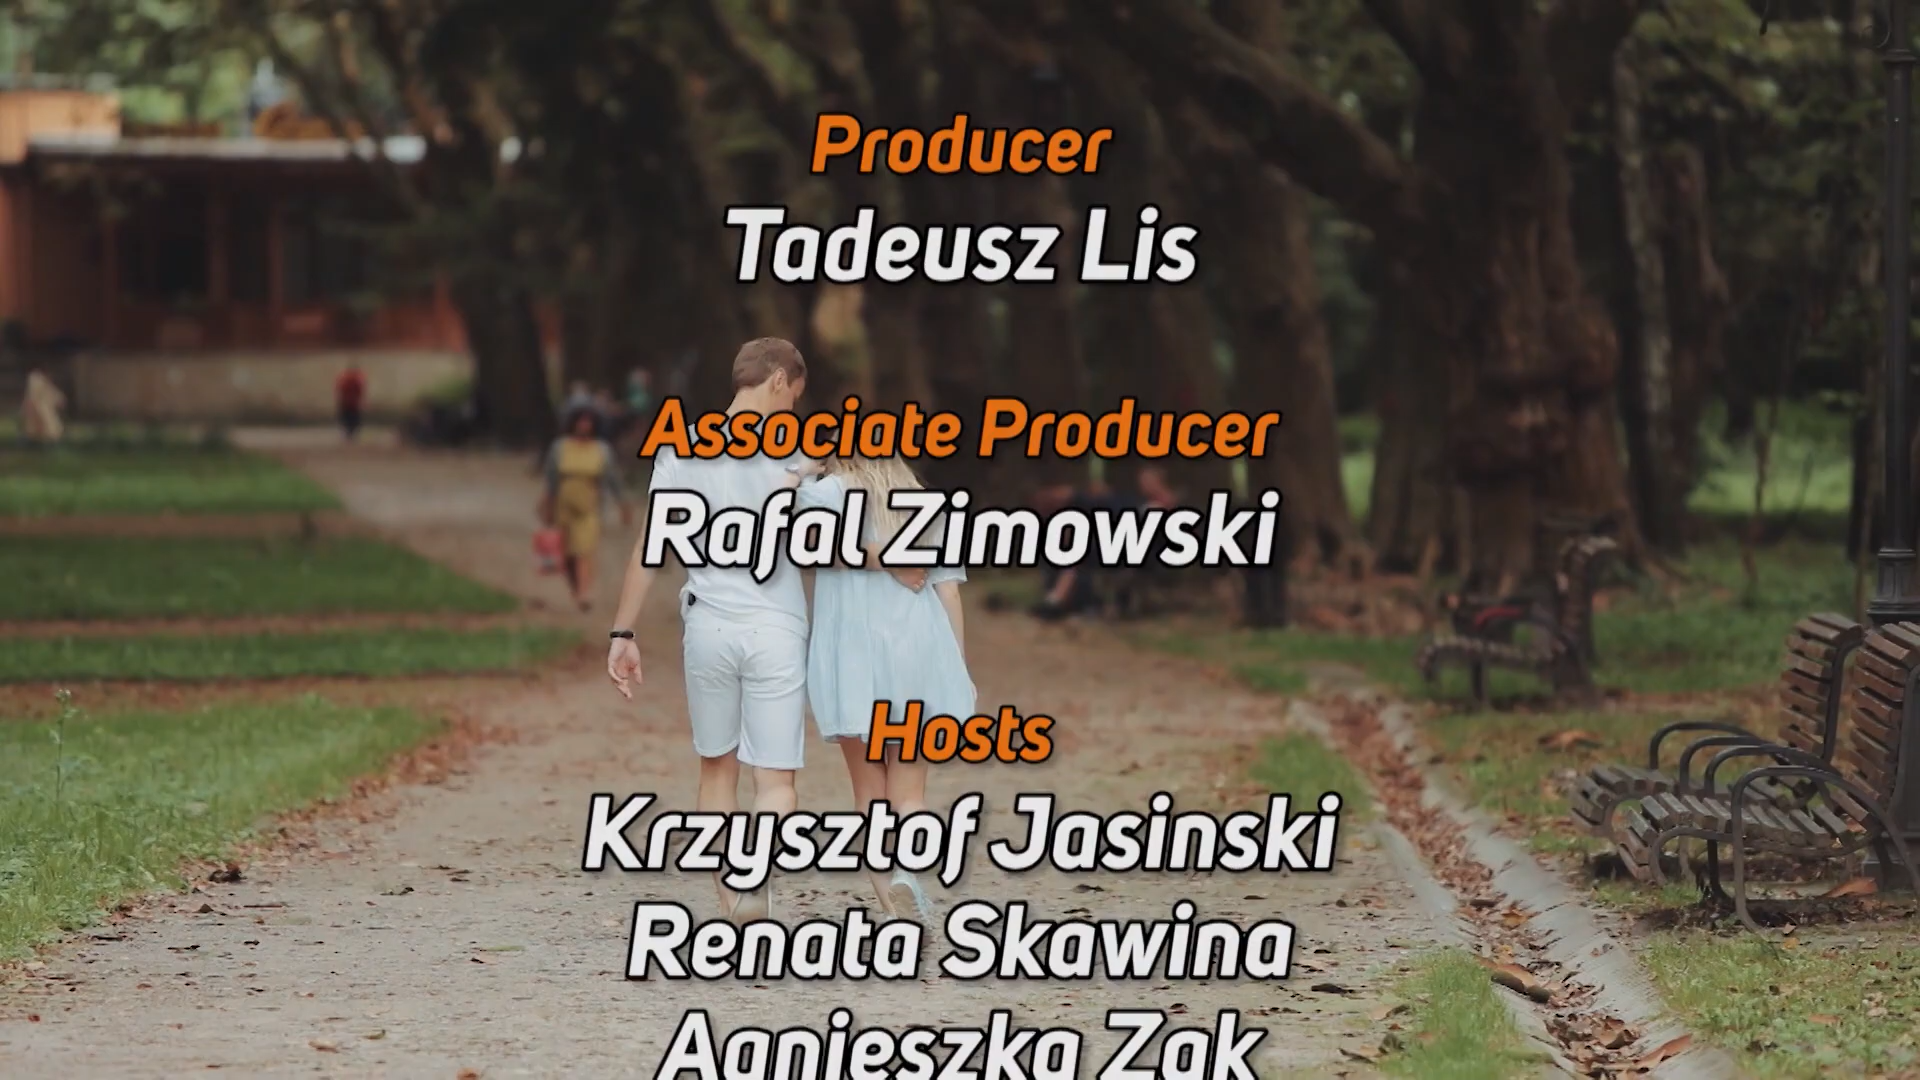 Producer
Tadeusz Lis
Associate Producer
Rafal Zimowski
Hosts
Krzysztof Jasinski
Renata Skawina
Agnieszka Zak